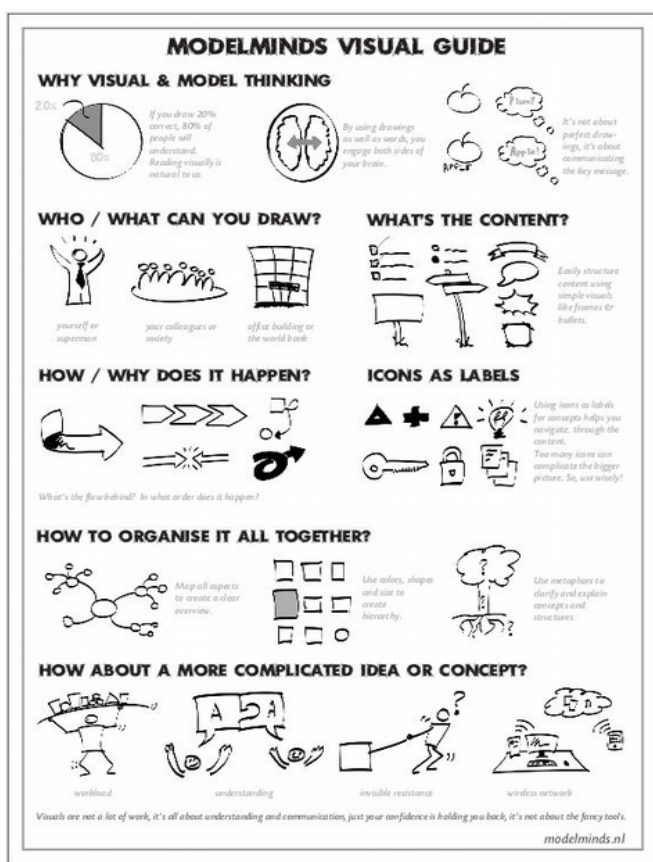 MODELMINDS VISUAL GUIDE
WHY VISUAL & MODEL THINKING
20%
80%
If you draw 20%
correct, 80% of
people will
understand.
Reading visually is
natural to us.
By using drawings
as well as words, you
engage both sides of
your brain.
Plum?
APPLE
Apple!
It's not about
perfect draw-
ings, it's about
communicating
the key message.
WHO / WHAT CAN YOU DRAW?
yourself or
superman
your colleagues or
society
office building or
the world bank
WHAT'S THE CONTENT?
Easily structure
content using
simple visuals
like frames &
bullets.
HOW / WHY DOES IT HAPPEN?
What's the flow behind? In what order does it happen?
ICONS AS LABELS
Using icons as labels
for concepts helps you
navigate. through the
content.
Too many icons can
complicate the bigger
picture. So, use wisely!
HOW TO ORGANISE IT ALL TOGETHER?
Map all aspects
to create a clear
overview.
Use colors, shapes
and size to
create
hierarchy.
?
?
Use metaphors to
clarify and explain
concepts and
structures.
HOW ABOUT A MORE COMPLICATED IDEA OR CONCEPT?
A
A
?
workload
understanding
invisible resistance
wireless network
Visuals are not a lot of work, it's all about understanding and communication, just your confidence is holding you back, it's not about the fancy tools.
modelminds.nl